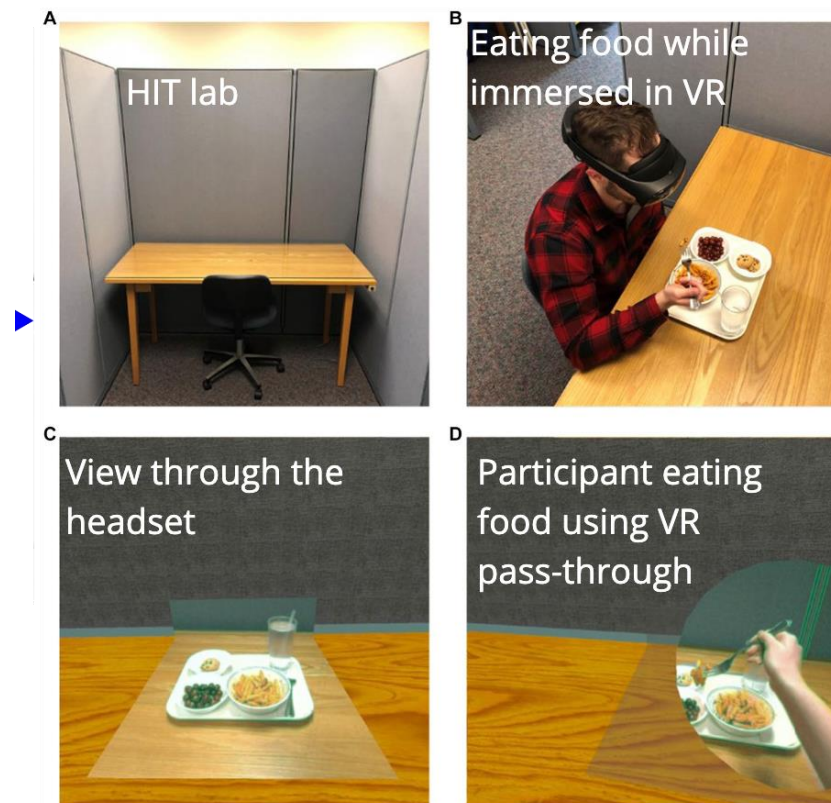 A
HIT lab
B
Eating food while
immersed in VR
C
View through the
headset
D
Participant eating
food using VR
pass-through